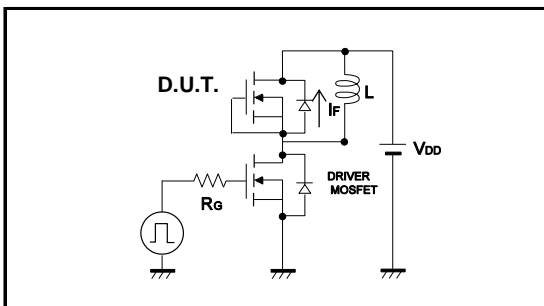 D.U.T.
IF
L
VDD
DRIVER
MOSFET
RG